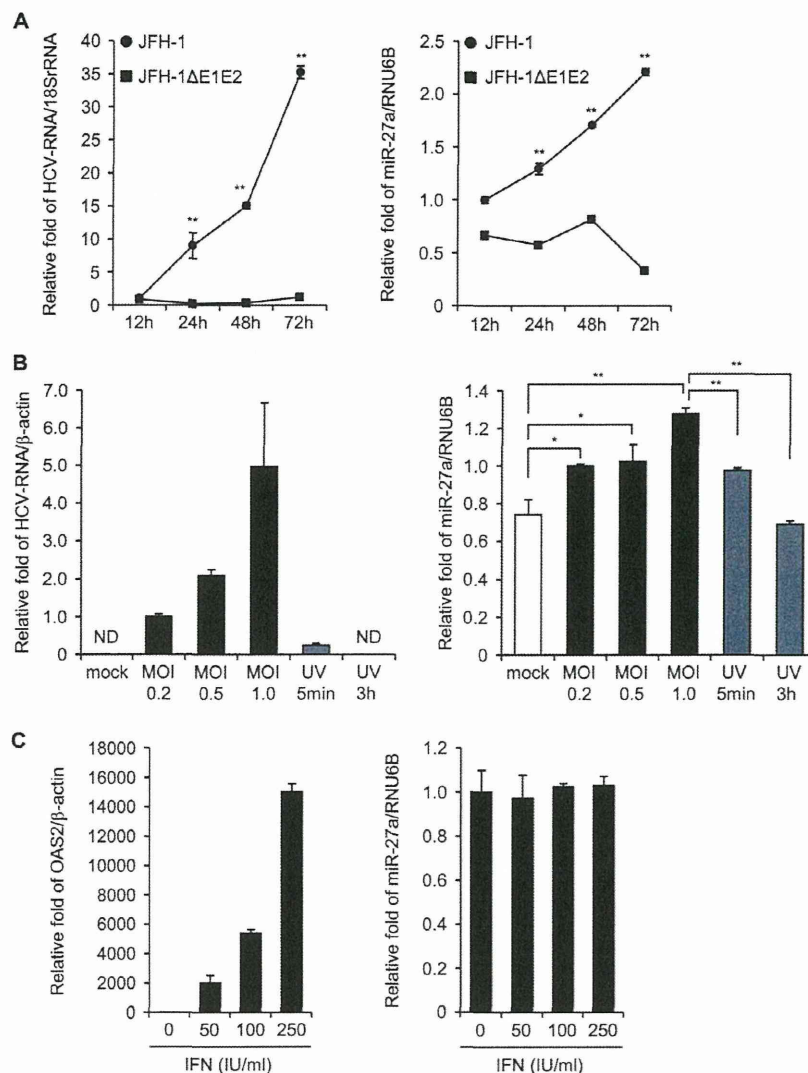 A
Relative fold of HCV-RNA/18SrRNA
40
35
30
25
20
15
10
5
0
JFH-1
JFH-1ΔE1E2
**
**
**
12h 24h 48h 72h
Relative fold of miR-27a/RNU6B
2.5
2.0
1.5
1.0
0.5
0
JFH-1
JFH-1ΔE1E2
**
**
**
12h 24h 48h 72h
B
Relative fold of HCV-RNA/β-actin
7.0
6.0
5.0
4.0
3.0
2.0
1.0
0
ND
ND
mock MOI MOI MOI UV UV
0.2 0.5 1.0 5min 3h
Relative fold of miR-27a/RNU6B
1.4
1.2
1.0
0.8
0.6
0.4
0.2
0
**
**
**
*
*
mock MOI MOI MOI UV UV
0.2 0.5 1.0 5min 3h
C
Relative fold of OAS2/β-actin
18000
16000
14000
12000
10000
8000
6000
4000
2000
0
0 50 100 250
IFN (IU/ml)
Relative fold of miR-27a/RNU6B
1.2
1.0
0.8
0.6
0.4
0.2
0
0 50 100 250
IFN (IU/ml)